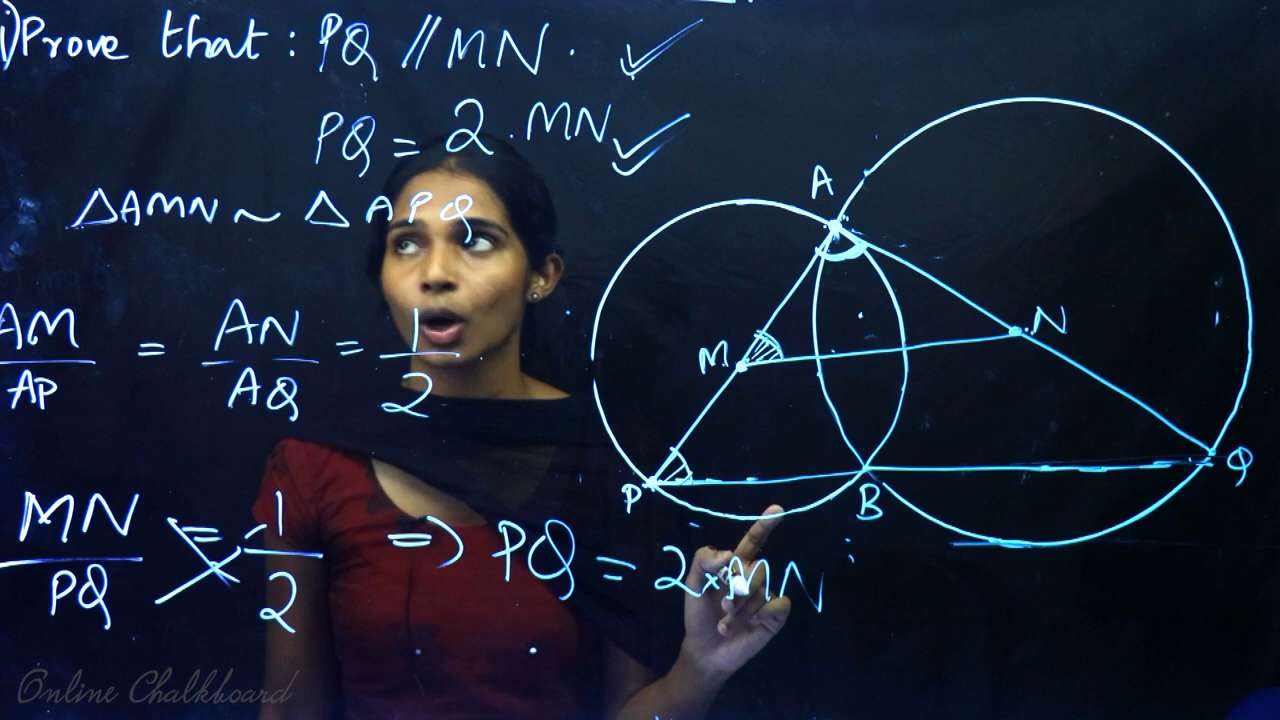 i) Prove that : PQ // MN .
PQ = 2 . MN
△AMN ~ △APQ
AM/AP = AN/AQ = 1/2
MN/PQ = 1/2 => PQ = 2×MN
A
M
N
P
B
Q
Online Chalkboard